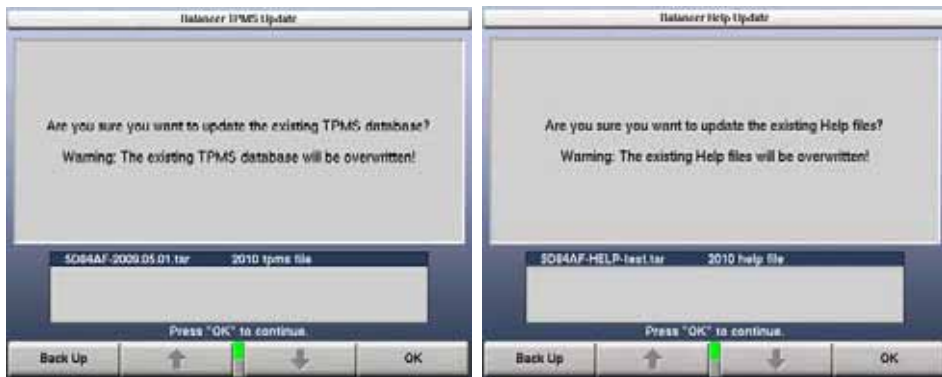 Balancer TPMS Update
Are you sure you want to update the existing TPMS database?
Warning: The existing TPMS database will be overwritten!
5D84AF-2009.05.01.tar 2010 tpms file
Press "OK" to continue.
Back Up OK
Balancer Help Update
Are you sure you want to update the existing Help files?
Warning: The existing Help files will be overwritten!
5D84AF-HELP-test.tar 2010 help file
Press "OK" to continue.
Back Up OK